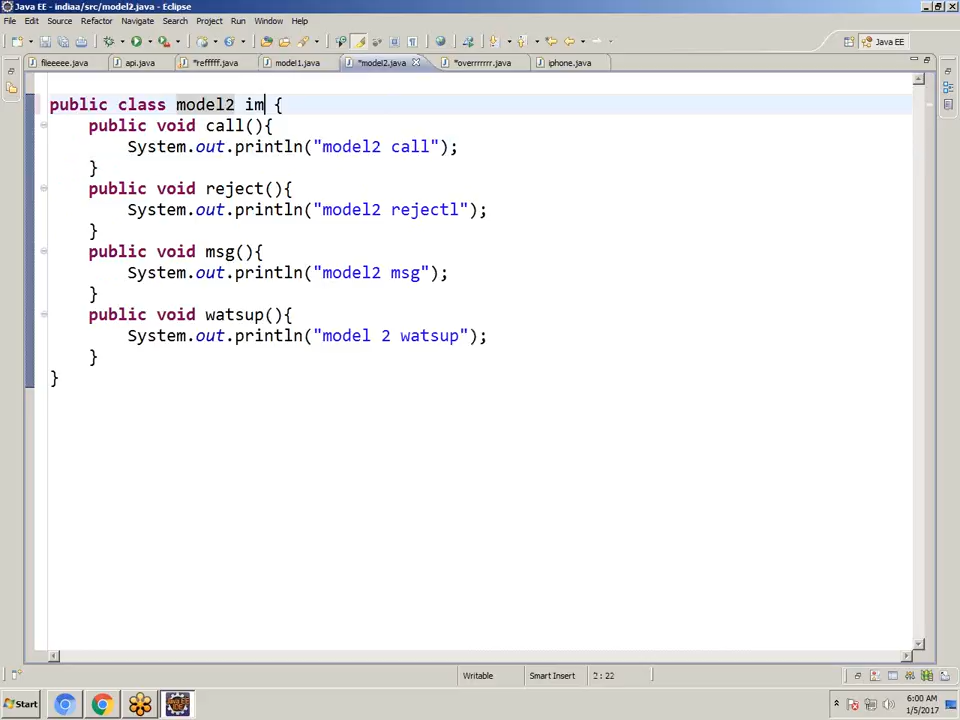 Java EE - indiaa/src/model2.java - Eclipse
File Edit Source Refactor Navigate Search Project Run Window Help
Java EE
fileeeee.java api.java *refffff.java model1.java *model2.java *overrrrrrr.java iphone.java
public class model2 im {
public void call(){
System.out.println("model2 call");
}
public void reject(){
System.out.println("model2 rejectl");
}
public void msg(){
System.out.println("model2 msg");
}
public void watsup(){
System.out.println("model 2 watsup");
}
}
Writable Smart Insert 2 : 22
Start 6:00 AM
1/5/2017